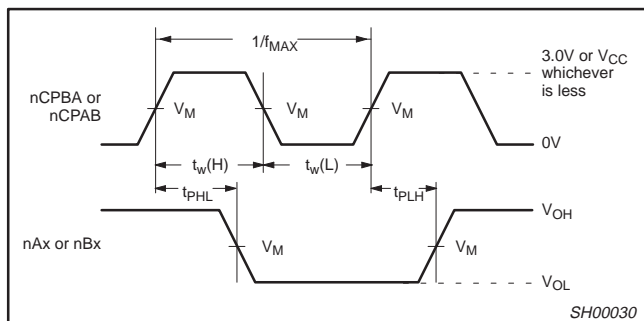 1/fMAX
3.0V or VCC
whichever
is less
nCPBA or
nCPAB
VM
VM
VM
0V
tw(H)
tw(L)
tPHL
tPLH
VOH
nAx or nBx
VM
VM
VOL
SH00030